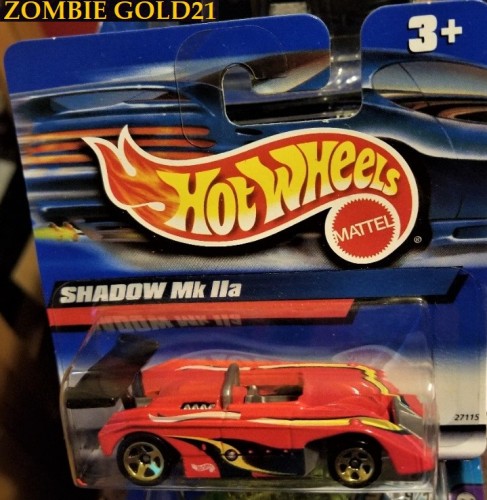 ZOMBIE GOLD21
3+
HOT WHEELS
MATTEL
®
SHADOW Mk IIa
27115